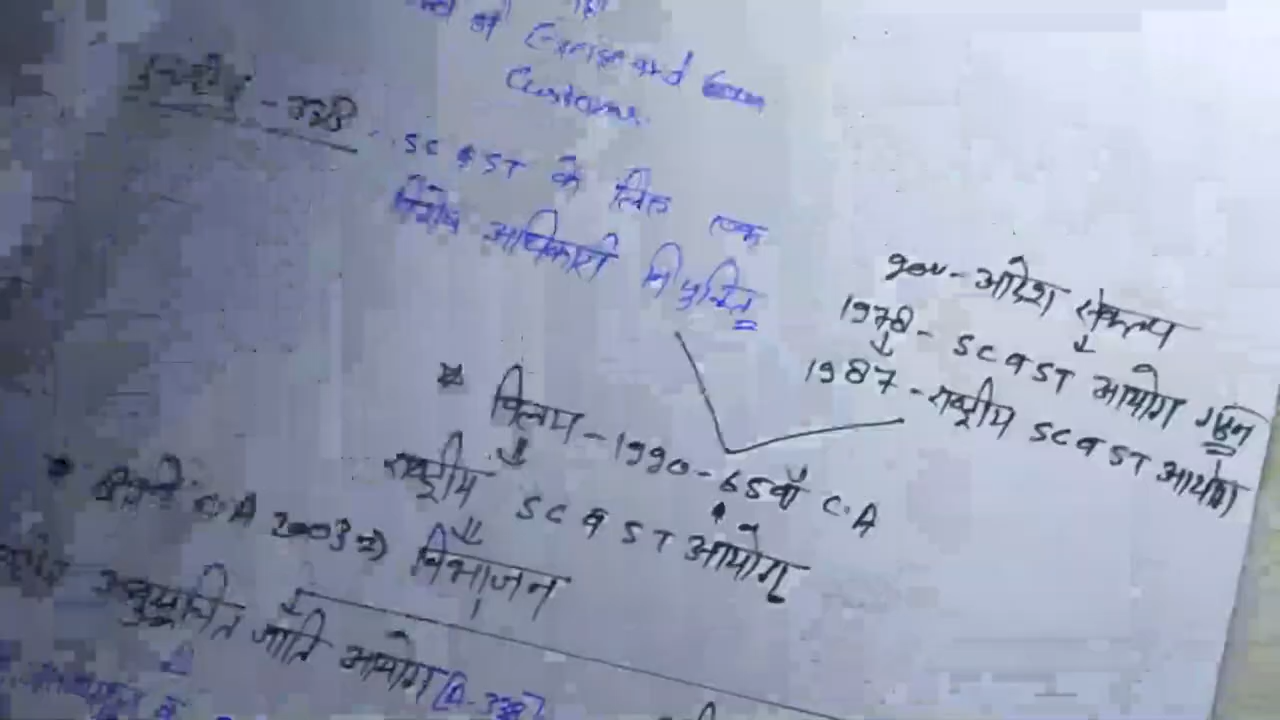 of Excise and
Customs.
अनुच्छेद - 338. SC व ST के लिए एक
विशेष अधिकारी नियुक्ति
gov - आदेश संकल्प
1978 - SC व ST आयोग गठन
1987 - राष्ट्रीय SC व ST आयोग
* विलय - 1990 - 65वाँ C.A
राष्ट्रीय SC व ST आयोग
C.A 2003 => विभाजन
अनुसूचित जाति आयोग [A-338]